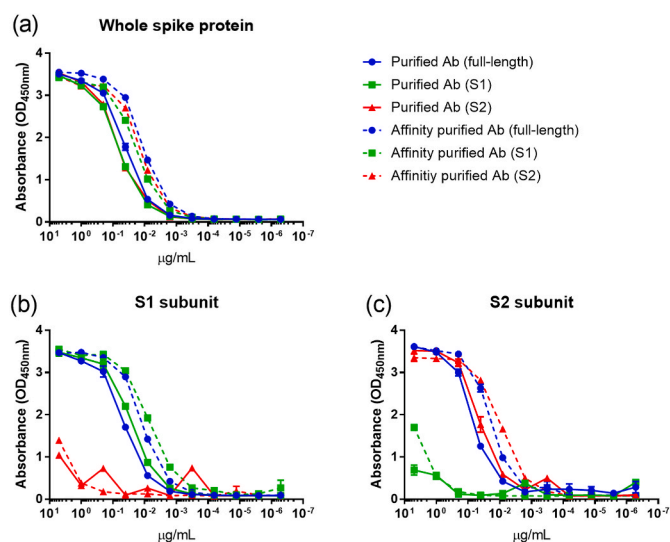 (a)
Whole spike protein
Absorbance (OD450nm)
4
3
2
1
0
10¹ 10⁰ 10-¹ 10-² 10-³ 10-⁴ 10-⁵ 10-⁶ 10-⁷
μg/mL
Purified Ab (full-length)
Purified Ab (S1)
Purified Ab (S2)
Affinity purified Ab (full-length)
Affinity purified Ab (S1)
Affinitiy purified Ab (S2)
(b)
S1 subunit
Absorbance (OD450nm)
4
3
2
1
0
10¹ 10⁰ 10-¹ 10-² 10-³ 10-⁴ 10-⁵ 10-⁶ 10-⁷
μg/mL
(c)
S2 subunit
Absorbance (OD450nm)
4
3
2
1
0
10¹ 10⁰ 10-¹ 10-² 10-³ 10-⁴ 10-⁵ 10-⁶ 10-⁷
μg/mL